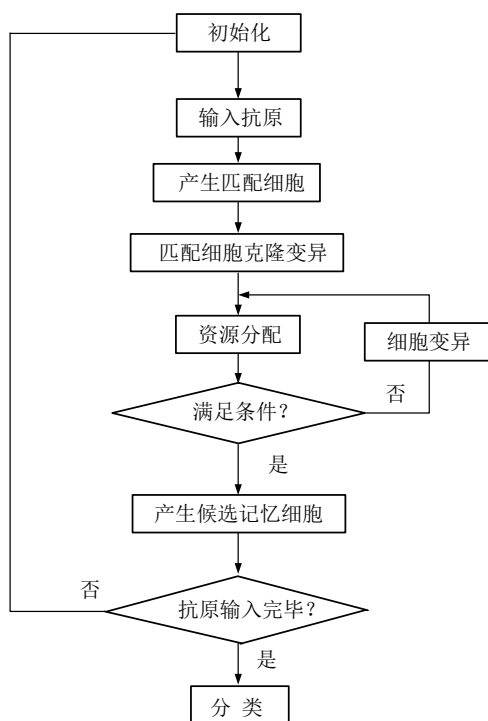 初始化
输入抗原
产生匹配细胞
匹配细胞克隆变异
资源分配
细胞变异
满足条件？
否
是
产生候选记忆细胞
否
抗原输入完毕？
是
分 类